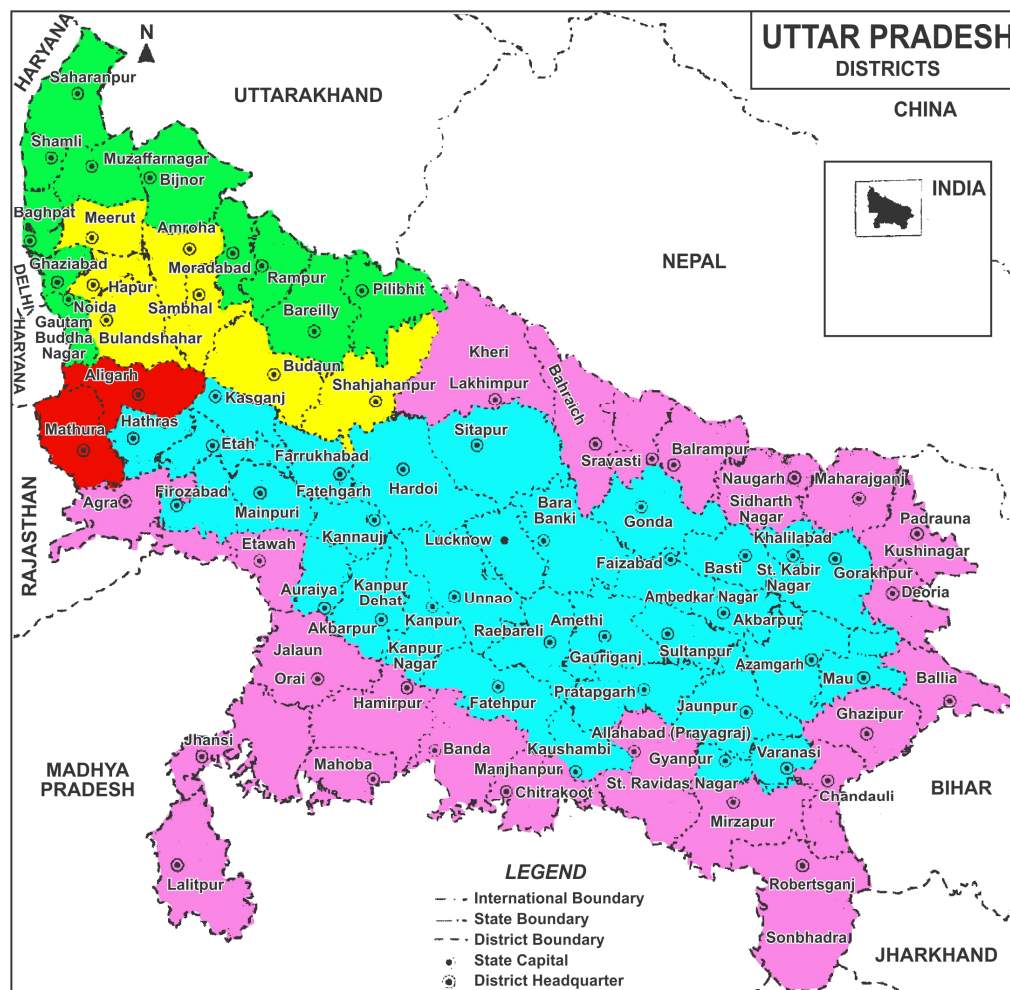 UTTAR PRADESH
DISTRICTS
N
HARYANA
UTTARAKHAND
CHINA
INDIA
NEPAL
Saharanpur
Shamli
Muzaffarnagar
Bijnor
Baghpat
Meerut
Amroha
Ghaziabad
Moradabad
Rampur
Pilibhit
DELHI
Hapur
Noida
Sambhal
Bareilly
Gautam
Buddha
Nagar
Bulandshahar
HARYANA
Aligarh
Budaun
Shahjahanpur
Kheri
Lakhimpur
Bahraich
Kasganj
Mathura
Hathras
Etah
Farrukhabad
Fatehgarh
Hardoi
Sitapur
Sravasti
Balrampur
Naugarh
Sidharth
Nagar
Maharajganj
RAJASTHAN
Agra
Firozabad
Mainpuri
Bara
Banki
Gonda
Padrauna
Kushinagar
Etawah
Kannauj
Lucknow
Faizabad
Basti
Khalilabad
St. Kabir
Nagar
Gorakhpur
Deoria
Auraiya
Kanpur
Dehat
Unnao
Ambedkar Nagar
Akbarpur
Akbarpur
Kanpur
Raebareli
Amethi
Gauriganj
Sultanpur
Azamgarh
Jalaun
Orai
Kanpur
Nagar
Hamirpur
Fatehpur
Pratapgarh
Jaunpur
Mau
Ballia
Ghazipur
Jhansi
Mahoba
Banda
Kaushambi
Manjhanpur
Allahabad (Prayagraj)
Gyanpur
Varanasi
MADHYA
PRADESH
Chitrakoot
St. Ravidas Nagar
Mirzapur
Chandauli
BIHAR
Lalitpur
Robertsganj
Sonbhadra
JHARKHAND
LEGEND
International Boundary
State Boundary
District Boundary
State Capital
District Headquarter